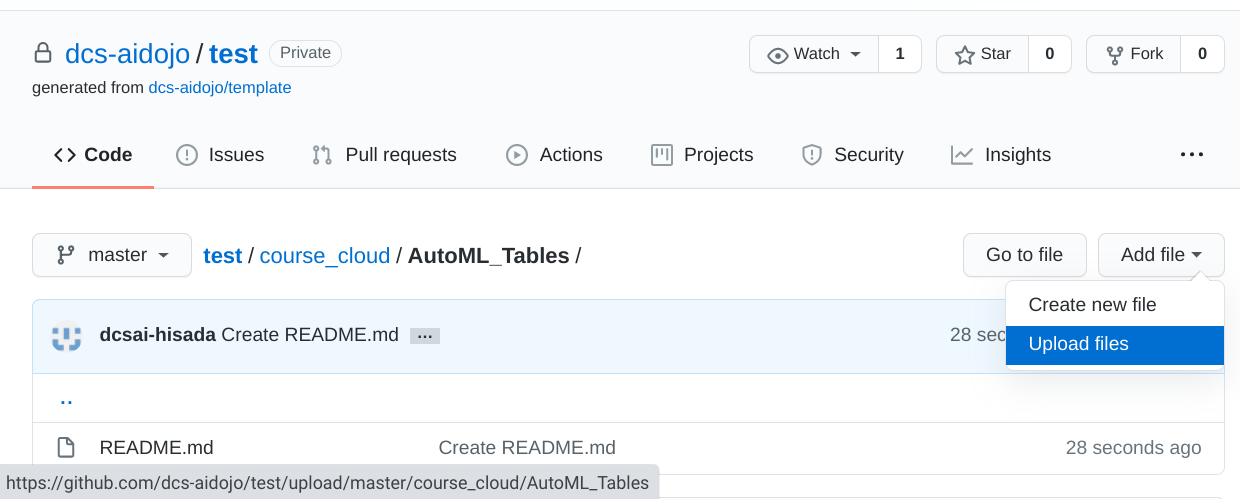 dcs-aidojo / test Private Watch 1 Star 0 Fork 0
generated from dcs-aidojo/template
Code Issues Pull requests Actions Projects Security Insights ...
master test / course_cloud / AutoML_Tables / Go to file Add file
Create new file
dcsai-hisada Create README.md ... 28 sec
Upload files
..
README.md Create README.md 28 seconds ago
https://github.com/dcs-aidojo/test/upload/master/course_cloud/AutoML_Tables